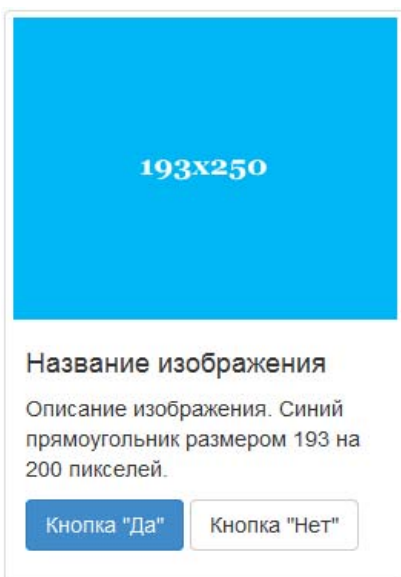 193x250
Название изображения
Описание изображения. Синий
прямоугольник размером 193 на
200 пикселей.
Кнопка "Да" Кнопка "Нет"